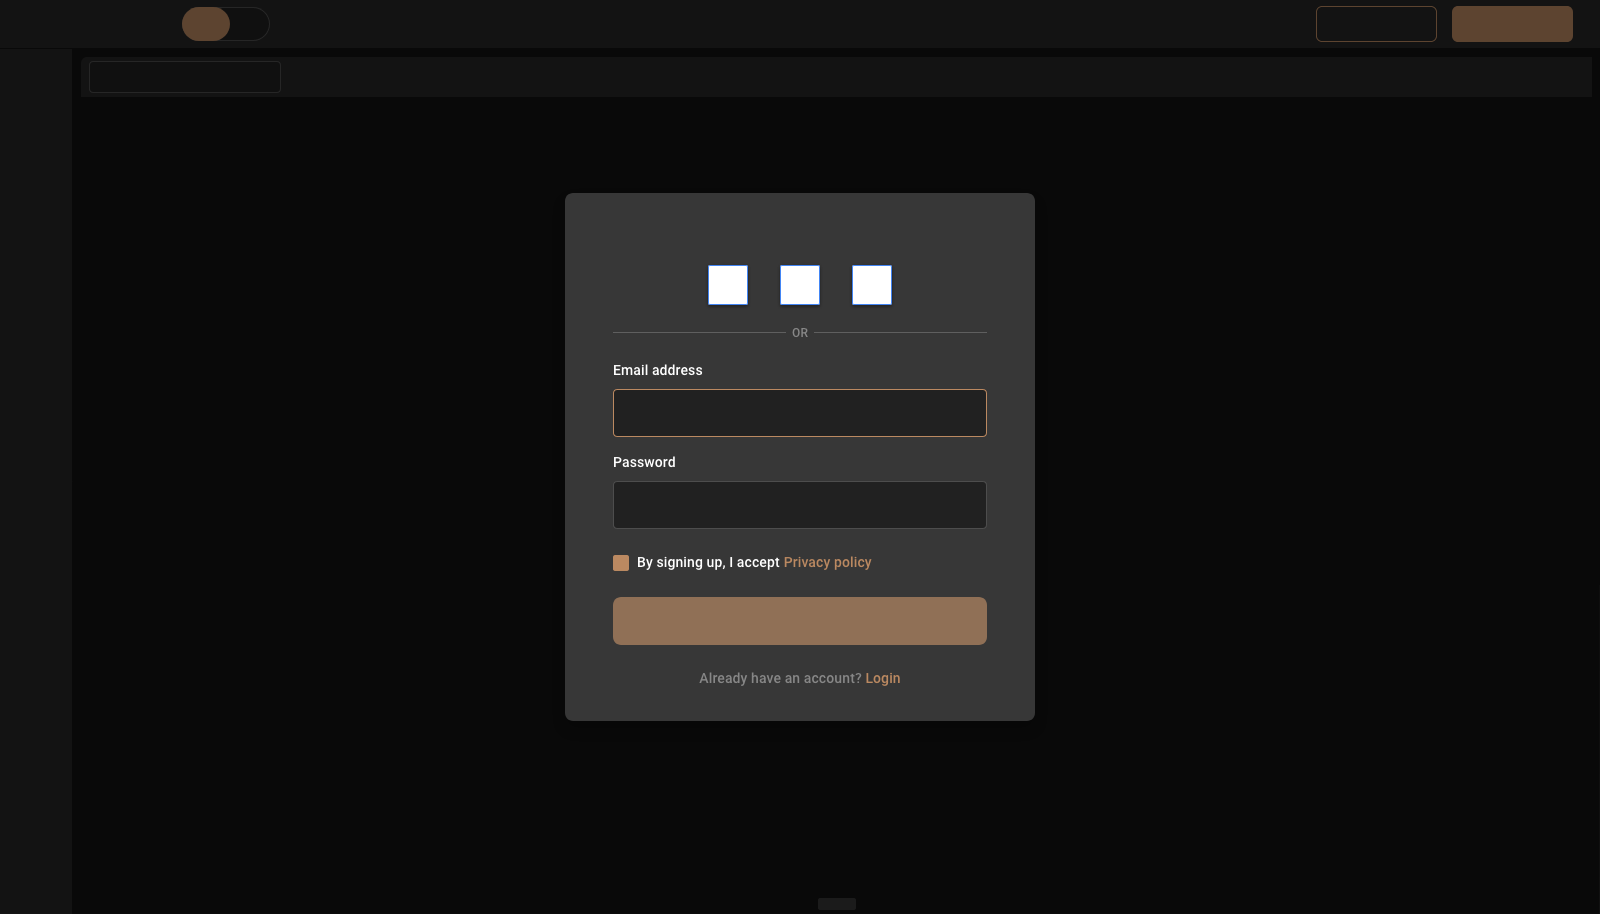 OR
Email address
Password
By signing up, I accept Privacy policy
Already have an account? Login